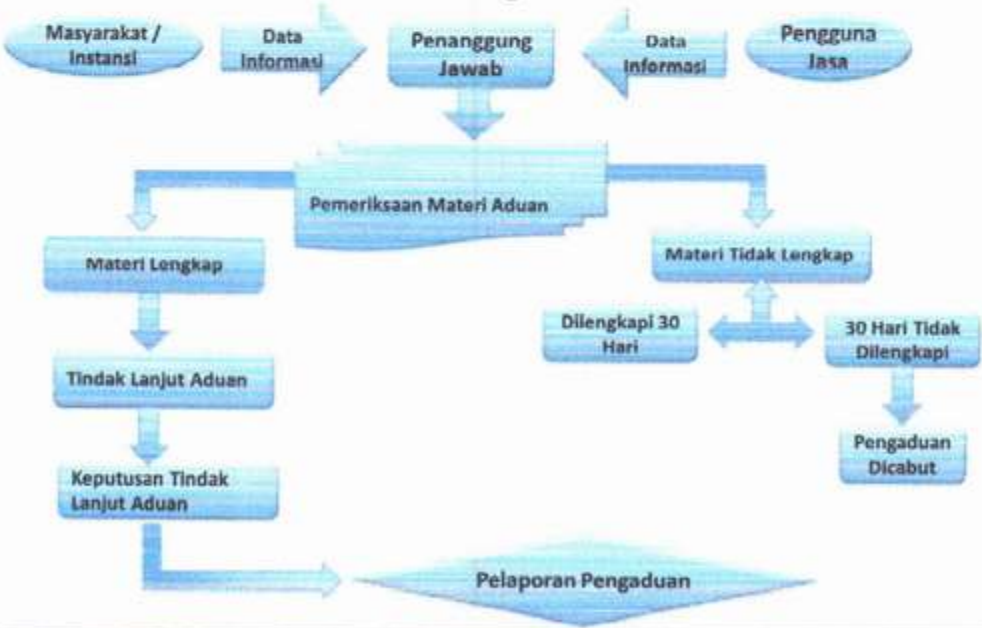 Masyarakat /
Instansi
Data
Informasi
Penanggung
Jawab
Data
Informasi
Pengguna
Jasa
Pemeriksaan Materi Aduan
Materi Lengkap
Materi Tidak Lengkap
Dilengkapi 30
Hari
30 Hari Tidak
Dilengkapi
Tindak Lanjut Aduan
Pengaduan
Dicabut
Keputusan Tindak
Lanjut Aduan
Pelaporan Pengaduan